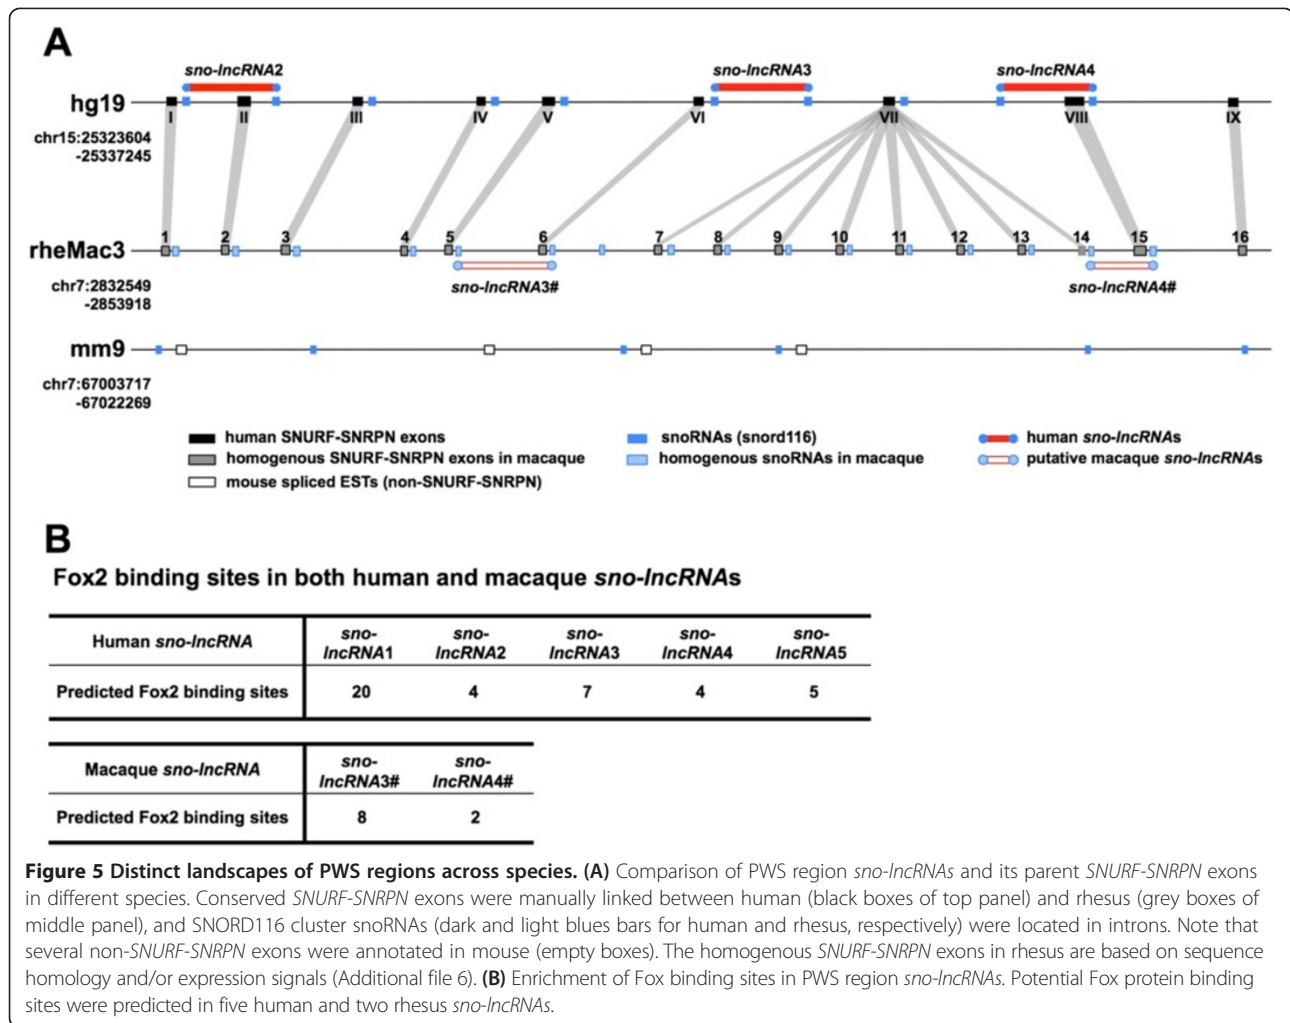 A
sno-lncRNA2 sno-lncRNA3 sno-lncRNA4
hg19
I II III IV V VI VII VIII IX
chr15:25323604
-25337245
1 2 3 4 5 6 7 8 9 10 11 12 13 14 15 16
rheMac3
chr7:2832549
-2853918
sno-lncRNA3# sno-lncRNA4#
mm9
chr7:67003717
-67022269
human SNURF-SNRPN exons snoRNAs (snord116) human sno-lncRNAs
homogenous SNURF-SNRPN exons in macaque homogenous snoRNAs in macaque putative macaque sno-lncRNAs
mouse spliced ESTs (non-SNURF-SNRPN)
B
Fox2 binding sites in both human and macaque sno-lncRNAs
Human sno-lncRNA sno-lncRNA1 sno-lncRNA2 sno-lncRNA3 sno-lncRNA4 sno-lncRNA5
Predicted Fox2 binding sites 20 4 7 4 5
Macaque sno-lncRNA sno-lncRNA3# sno-lncRNA4#
Predicted Fox2 binding sites 8 2
Figure 5 Distinct landscapes of PWS regions across species. (A) Comparison of PWS region sno-lncRNAs and its parent SNURF-SNRPN exons
in different species. Conserved SNURF-SNRPN exons were manually linked between human (black boxes of top panel) and rhesus (grey boxes of
middle panel), and SNORD116 cluster snoRNAs (dark and light blues bars for human and rhesus, respectively) were located in introns. Note that
several non-SNURF-SNRPN exons were annotated in mouse (empty boxes). The homogenous SNURF-SNRPN exons in rhesus are based on sequence
homology and/or expression signals (Additional file 6). (B) Enrichment of Fox binding sites in PWS region sno-lncRNAs. Potential Fox protein binding
sites were predicted in five human and two rhesus sno-lncRNAs.